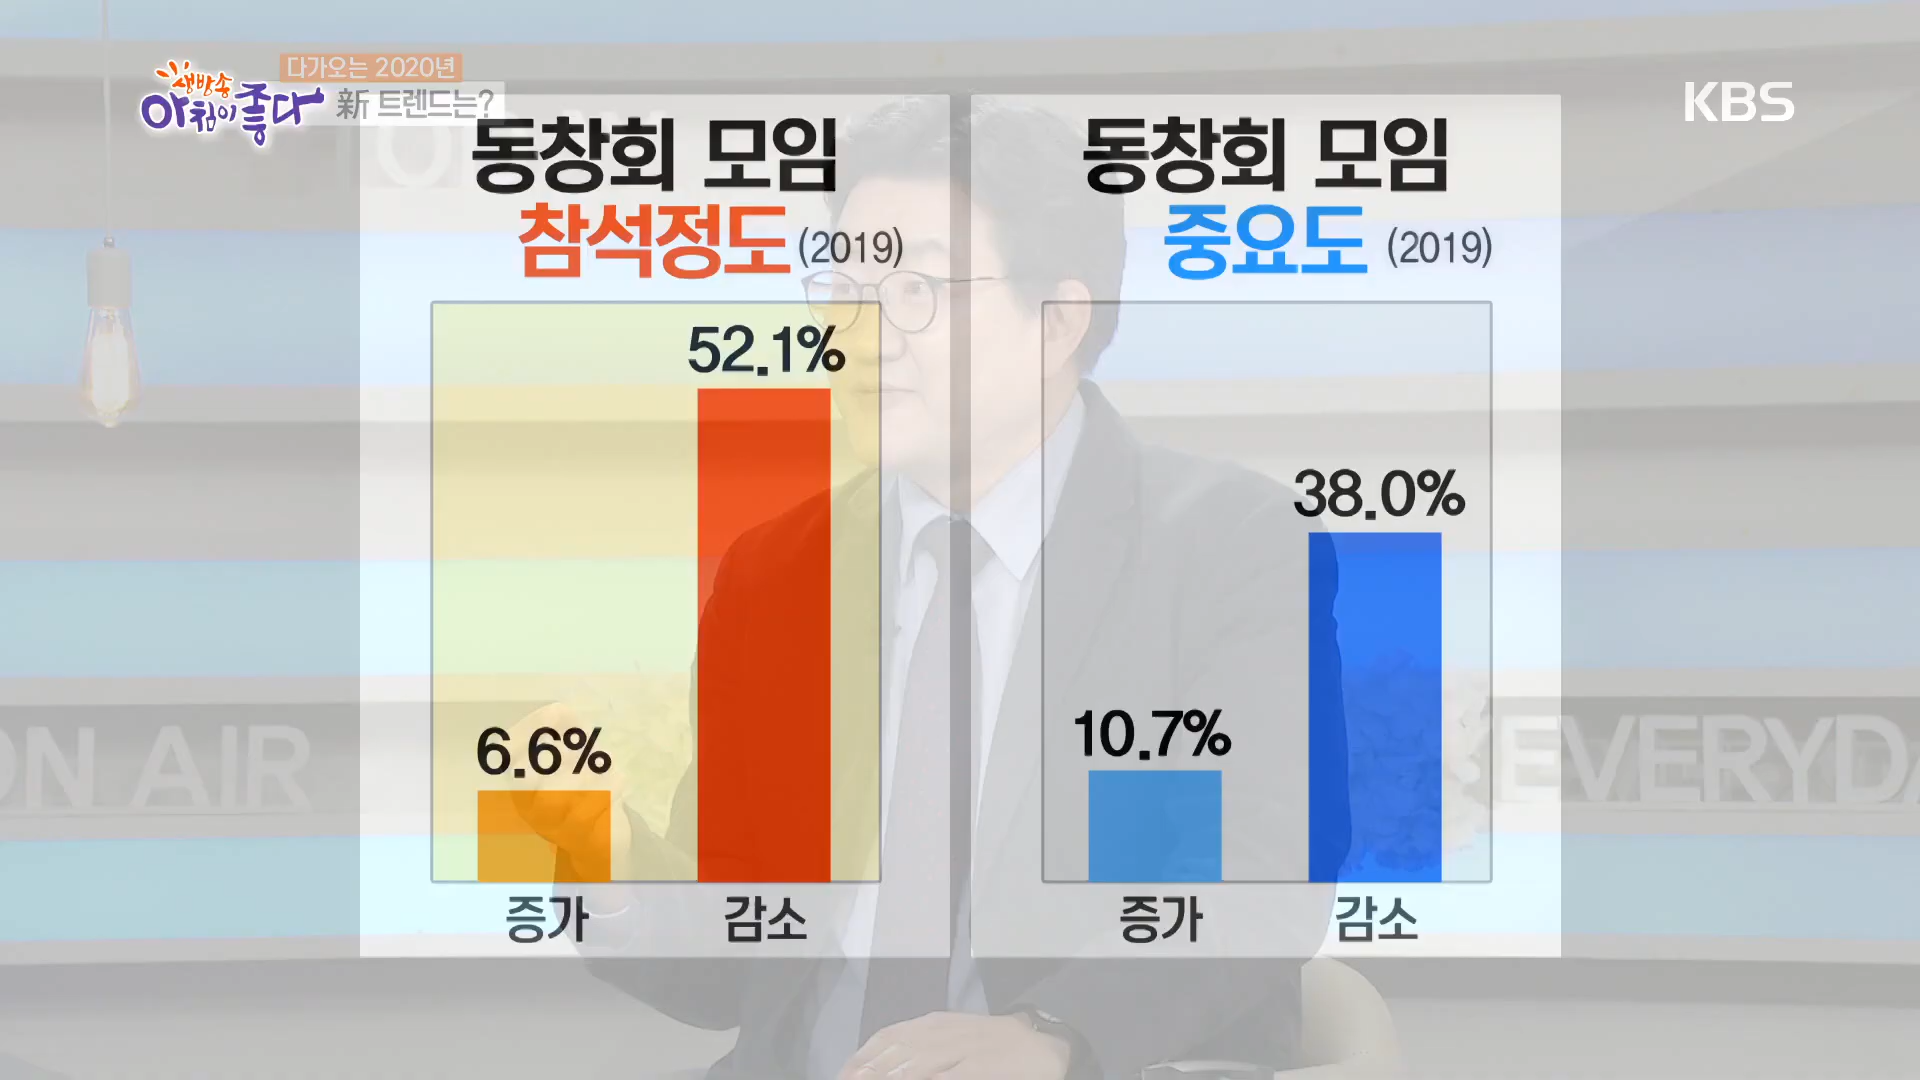 다가오는 2020년
생방송
아침이 좋다
新 트렌드는?
KBS
동창회 모임
참석정도 (2019)
52.1%
6.6%
증가
감소
동창회 모임
중요도 (2019)
38.0%
10.7%
증가
감소
ON AIR
EVERYDA